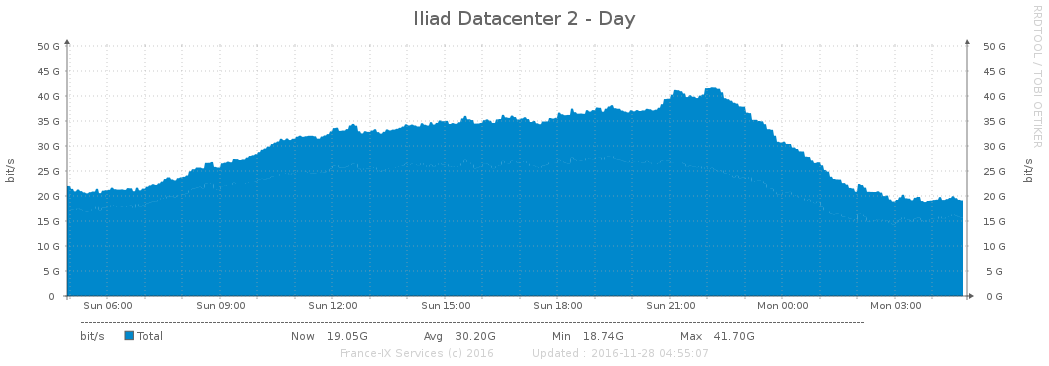 Iliad Datacenter 2 - Day
RRDTOOL / TOBI OETIKER
50 G 50 G
45 G 45 G
40 G 40 G
35 G 35 G
30 G 30 G
25 G 25 G
20 G 20 G
15 G 15 G
10 G 10 G
5 G 5 G
0 0 G
bit/s bit/s
Sun 06:00 Sun 09:00 Sun 12:00 Sun 15:00 Sun 18:00 Sun 21:00 Mon 00:00 Mon 03:00
bit/s Total Now 19.05G Avg 30.20G Min 18.74G Max 41.70G
France-IX Services (c) 2016 Updated : 2016-11-28 04:55:07